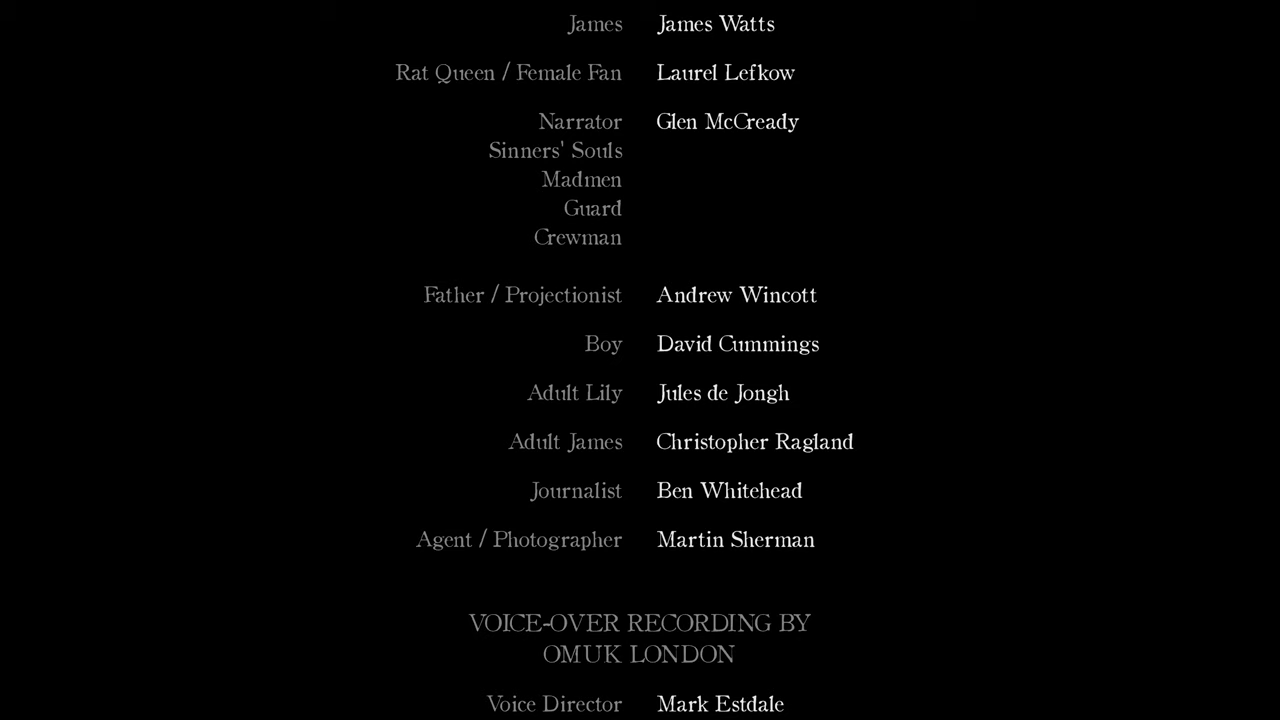 James James Watts
Rat Queen / Female Fan Laurel Lefkow
Narrator Glen McCready
Sinners' Souls
Madmen
Guard
Crewman
Father / Projectionist Andrew Wincott
Boy David Cummings
Adult Lily Jules de Jongh
Adult James Christopher Ragland
Journalist Ben Whitehead
Agent / Photographer Martin Sherman
VOICE-OVER RECORDING BY
OMUK LONDON
Voice Director Mark Estdale